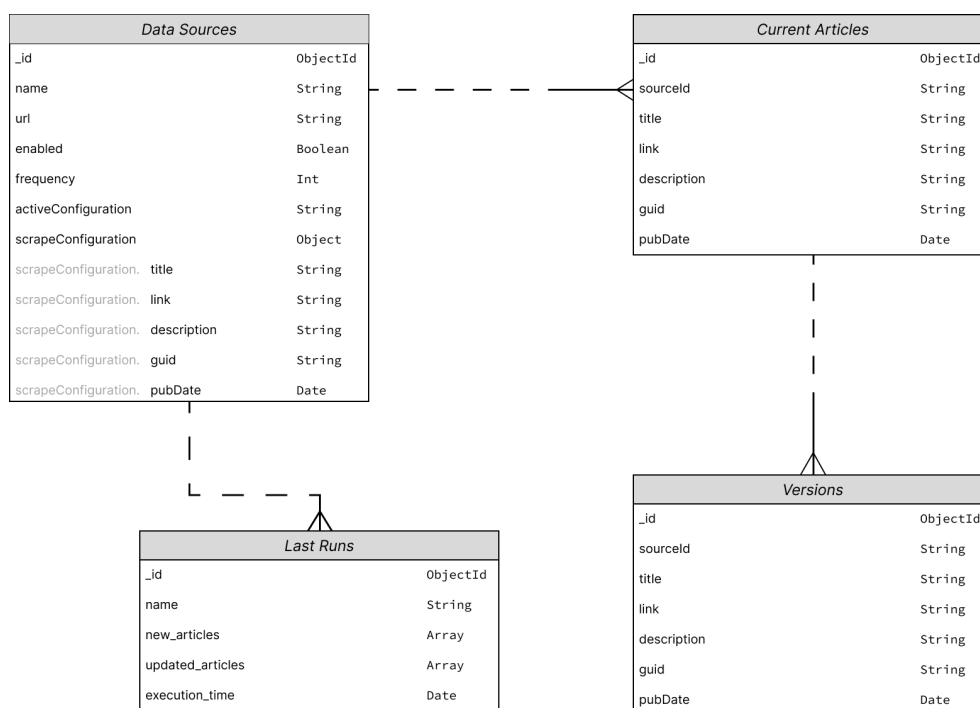 Data Sources
_id ObjectId
name String
url String
enabled Boolean
frequency Int
activeConfiguration String
scrapeConfiguration Object
scrapeConfiguration. title String
scrapeConfiguration. link String
scrapeConfiguration. description String
scrapeConfiguration. guid String
scrapeConfiguration. pubDate Date
Current Articles
_id ObjectId
sourceId String
title String
link String
description String
guid String
pubDate Date
Last Runs
_id ObjectId
name String
new_articles Array
updated_articles Array
execution_time Date
Versions
_id ObjectId
sourceId String
title String
link String
description String
guid String
pubDate Date